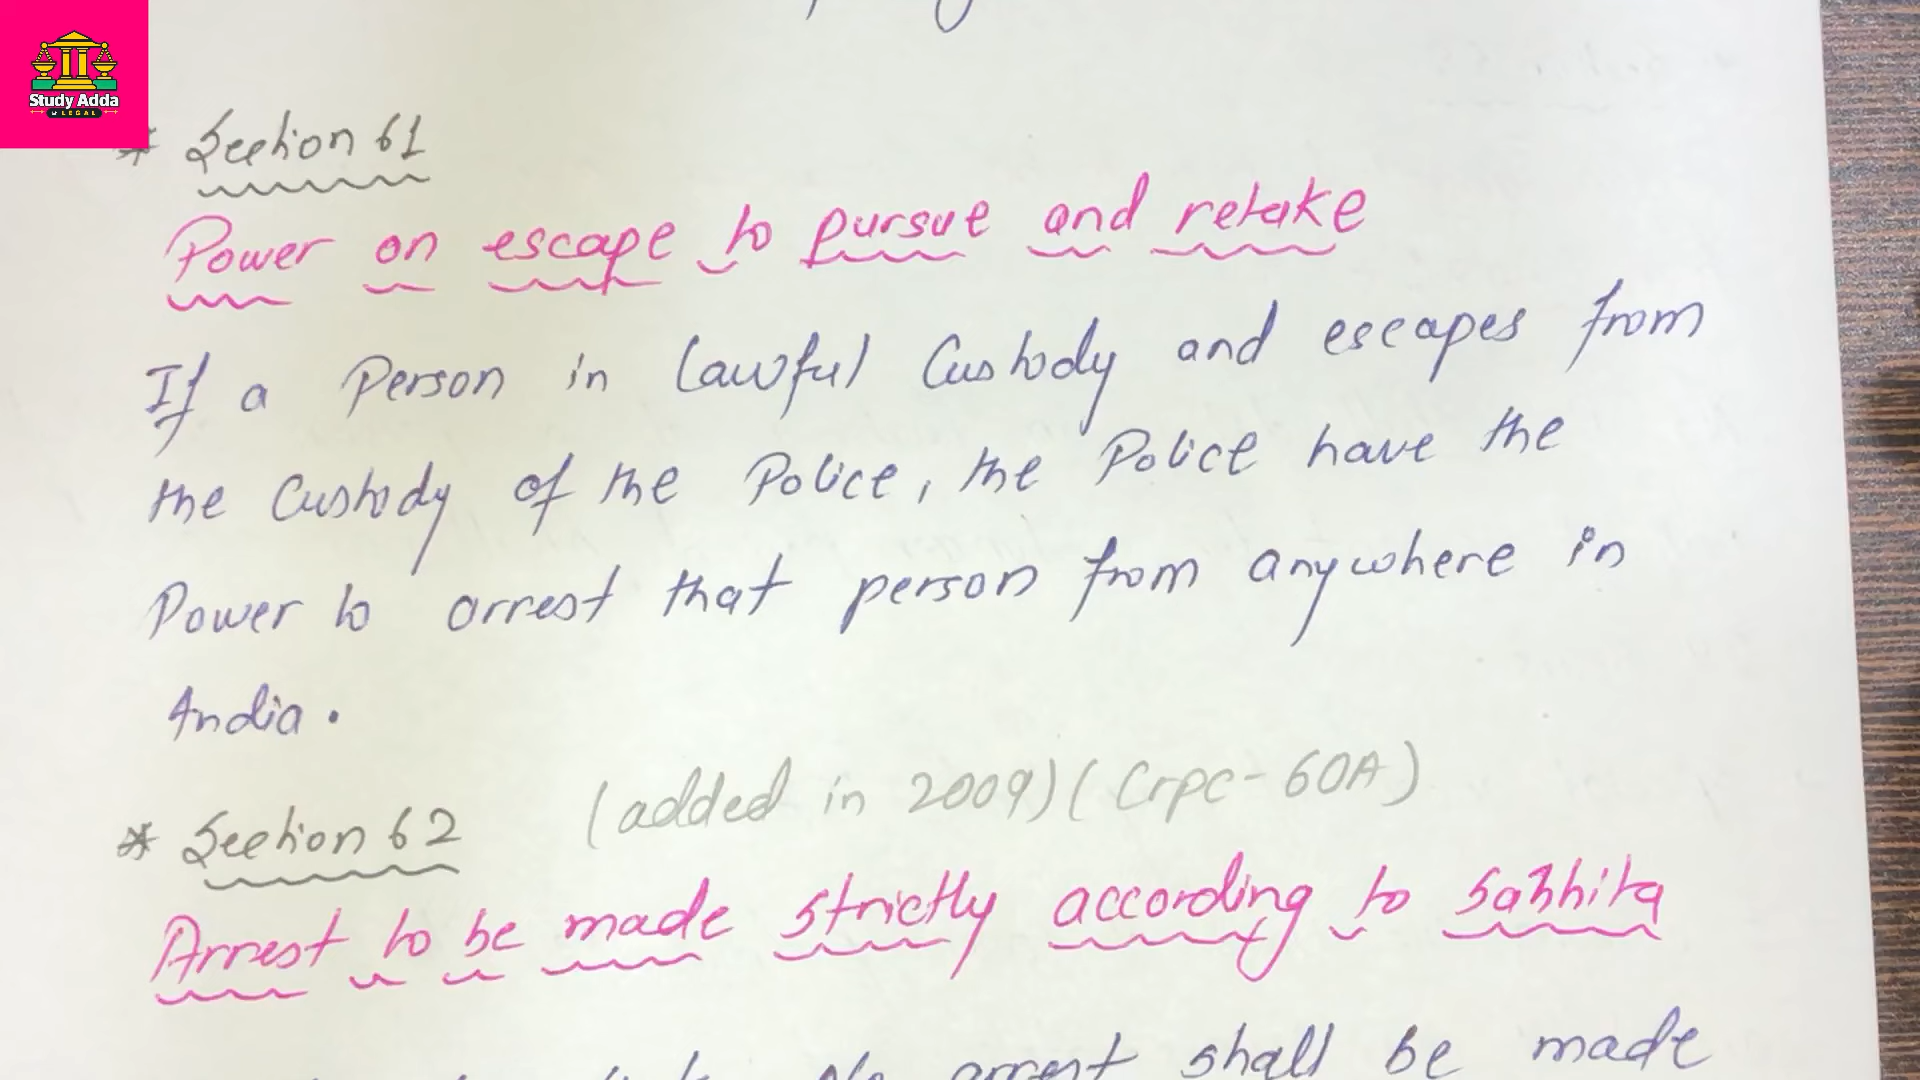 Study Adda
LEGAL
* Section 61
Power on escape to pursue and retake
If a Person in lawful Custody and escapes from
the Custody of the Police, the Police have the
Power to arrest that person from anywhere in
India.
* Section 62 (added in 2009) (Crpc-60A)
Arrest to be made strictly according to
No arrest shall be made